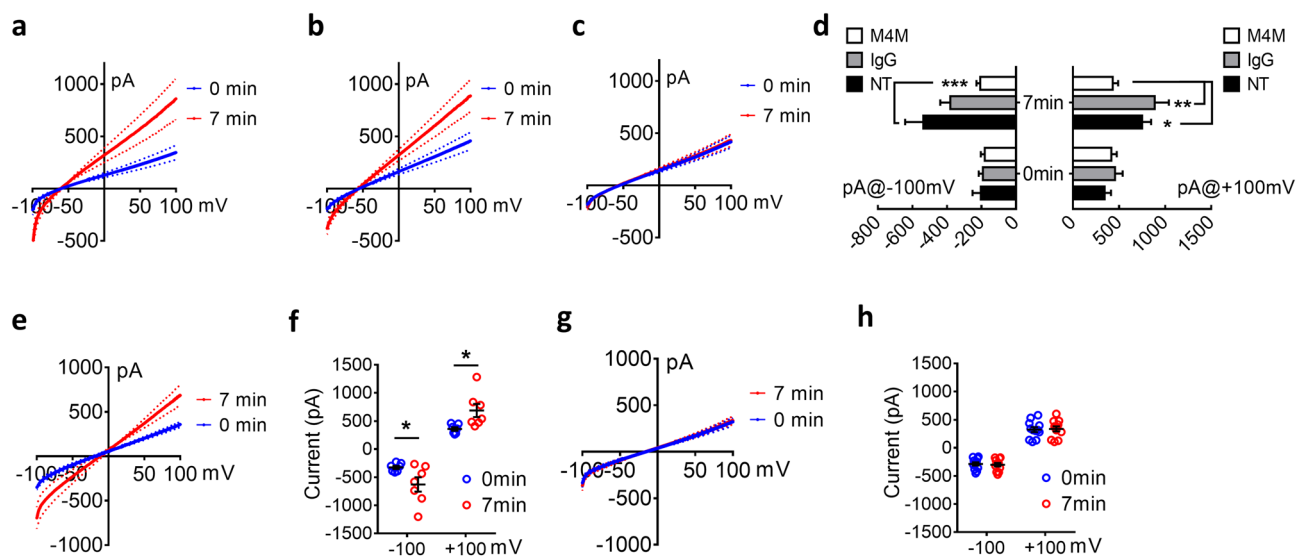 a
pA
1000
500
-500
-100
-50
50
100 mV
0 min
7 min
b
pA
1000
500
-500
-100
-50
50
100 mV
0 min
7 min
c
pA
1000
500
-500
-100
-50
50
100 mV
0 min
7 min
d
M4M
IgG
NT
***
7min
**
*
0min
pA@-100mV
pA@+100mV
-800
-600
-400
-200
0
0
500
1000
1500
M4M
IgG
NT
e
pA
1000
500
-500
-1000
-100
-50
50
100 mV
7 min
0 min
f
Current (pA)
1500
1000
500
0
-500
-1000
-1500
*
*
0min
7min
-100
+100 mV
g
pA
1000
500
-500
-1000
-100
-50
50
100 mV
7 min
0 min
h
Current (pA)
1500
1000
500
0
-500
-1000
-1500
0min
7min
-100
+100 mV